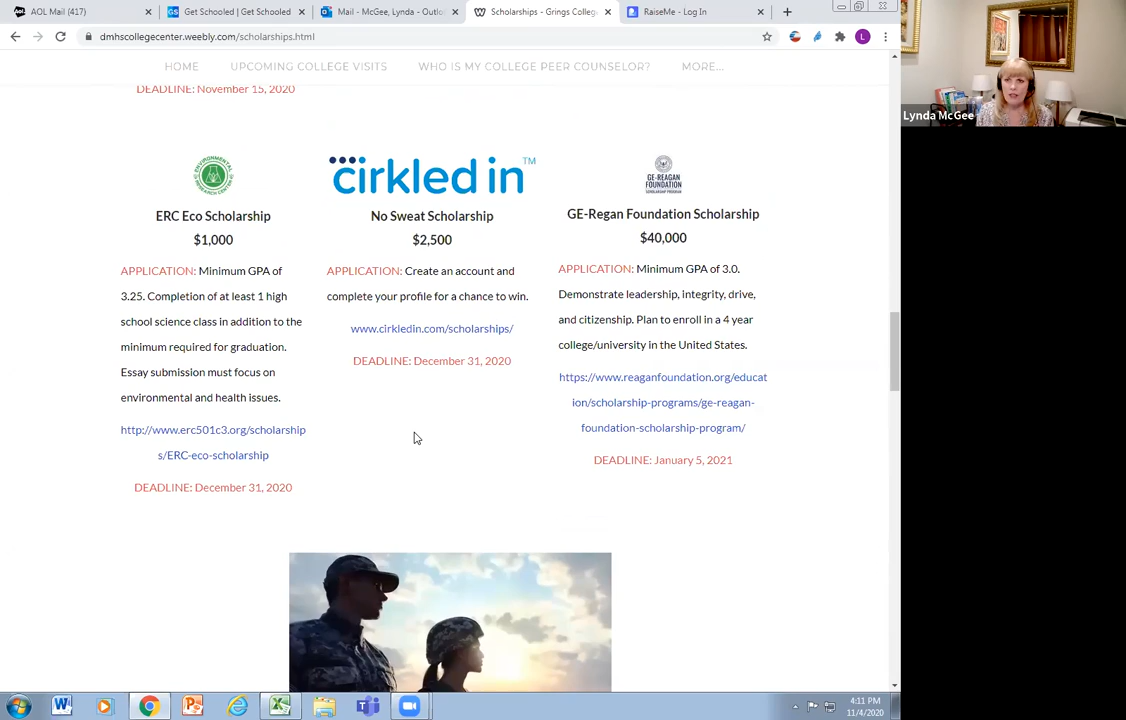 AOL Mail (417)
Get Schooled | Get Schooled
Mail - McGee, Lynda - Outlo
Scholarships - Grings Colleg
RaiseMe - Log In
dmhscollegecenter.weebly.com/scholarships.html
L
HOME
UPCOMING COLLEGE VISITS
WHO IS MY COLLEGE PEER COUNSELOR?
MORE...
DEADLINE: November 15, 2020
ENVIRONMENTAL RESEARCH CENTER
ERC Eco Scholarship
$1,000
APPLICATION: Minimum GPA of
3.25. Completion of at least 1 high
school science class in addition to the
minimum required for graduation.
Essay submission must focus on
environmental and health issues.
http://www.erc501c3.org/scholarship
s/ERC-eco-scholarship
DEADLINE: December 31, 2020
cirkled in TM
No Sweat Scholarship
$2,500
APPLICATION: Create an account and
complete your profile for a chance to win.
www.cirkledin.com/scholarships/
DEADLINE: December 31, 2020
GE-REAGAN
FOUNDATION
SCHOLARSHIP PROGRAM
GE-Regan Foundation Scholarship
$40,000
APPLICATION: Minimum GPA of 3.0.
Demonstrate leadership, integrity, drive,
and citizenship. Plan to enroll in a 4 year
college/university in the United States.
https://www.reaganfoundation.org/educat
ion/scholarship-programs/ge-reagan-
foundation-scholarship-program/
DEADLINE: January 5, 2021
Lynda McGee
4:11 PM
11/4/2020